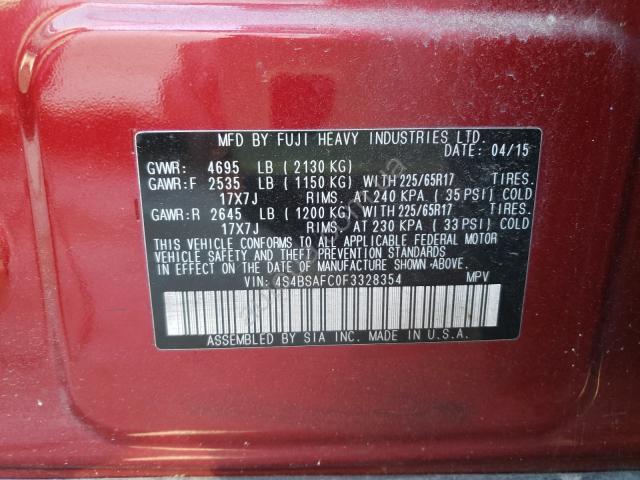 MFD BY FUJI HEAVY INDUSTRIES LTD.
DATE: 04/15
GVWR: 4695 LB ( 2130 KG)
GAWR:F 2535 LB ( 1150 KG) WITH 225/65R17 TIRES.
17X7J RIMS. AT 240 KPA ( 35 PSI) COLD
GAWR:R 2645 LB ( 1200 KG) WITH 225/65R17 TIRES.
17X7J RIMS. AT 230 KPA ( 33 PSI) COLD
THIS VEHICLE CONFORMS TO ALL APPLICABLE FEDERAL MOTOR
VEHICLE SAFETY AND THEFT PREVENTION STANDARDS IN
EFFECT ON THE DATE OF MANUFACTURE SHOWN ABOVE.
VIN: 4S4BSAFC0F3328354 MPV
ASSEMBLED BY SIA INC. MADE IN U.S.A.